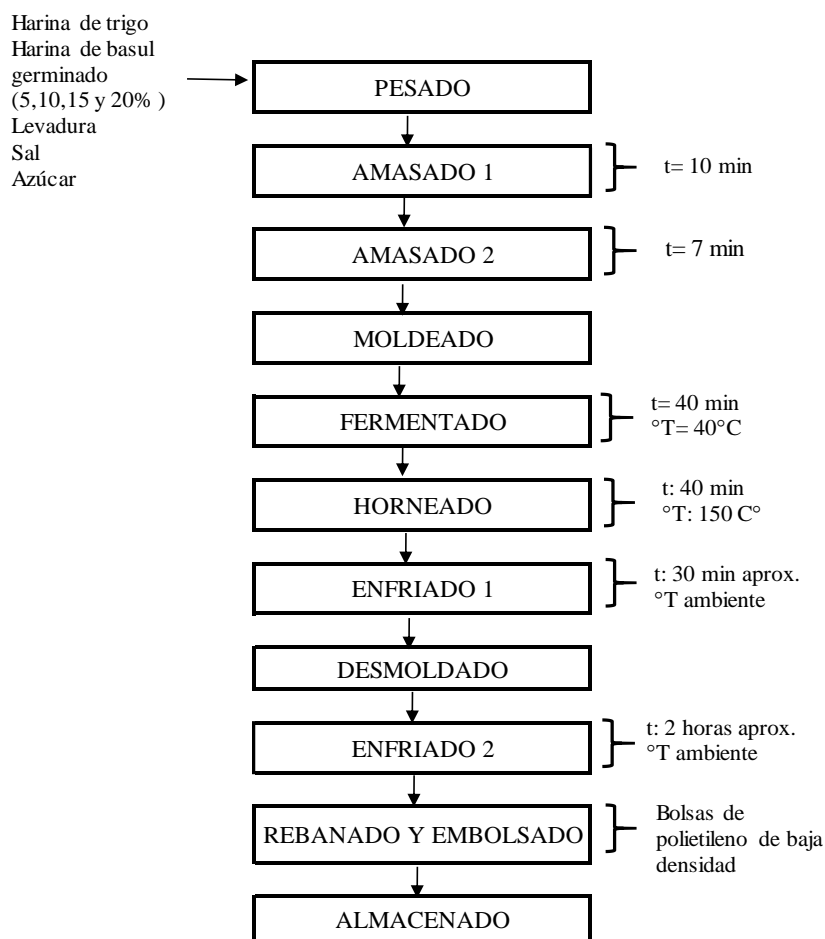 Harina de trigo
Harina de basul
germinado
(5,10,15 y 20% )
Levadura
Sal
Azúcar
PESADO
AMASADO 1
t= 10 min
AMASADO 2
t= 7 min
MOLDEADO
FERMENTADO
t= 40 min
°T= 40°C
HORNEADO
t: 40 min
°T: 150 C°
ENFRIADO 1
t: 30 min aprox.
°T ambiente
DESMOLDADO
ENFRIADO 2
t: 2 horas aprox.
°T ambiente
REBANADO Y EMBOLSADO
Bolsas de
polietileno de baja
densidad
ALMACENADO